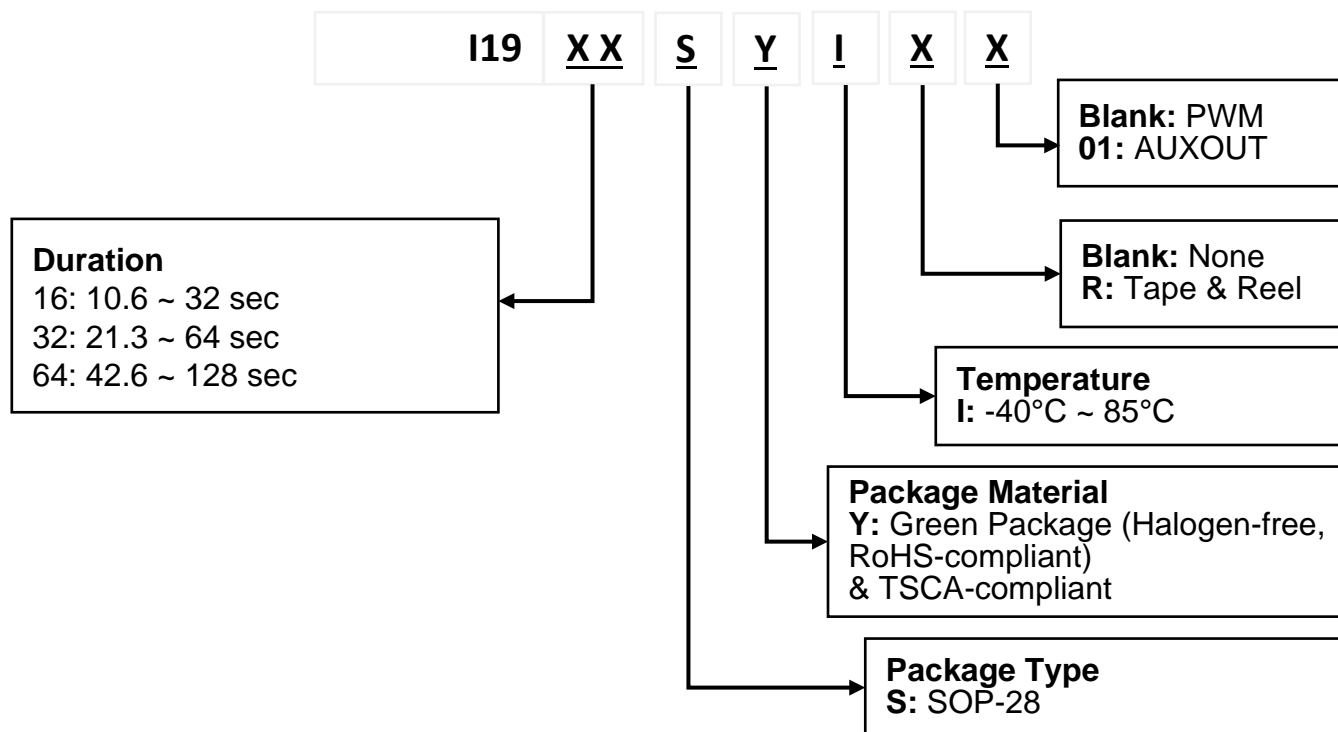 I19 X X S Y I X X
Blank: PWM
01: AUXOUT
Duration
16: 10.6 ~ 32 sec
32: 21.3 ~ 64 sec
64: 42.6 ~ 128 sec
Blank: None
R: Tape & Reel
Temperature
I: -40°C ~ 85°C
Package Material
Y: Green Package (Halogen-free,
RoHS-compliant)
& TSCA-compliant
Package Type
S: SOP-28